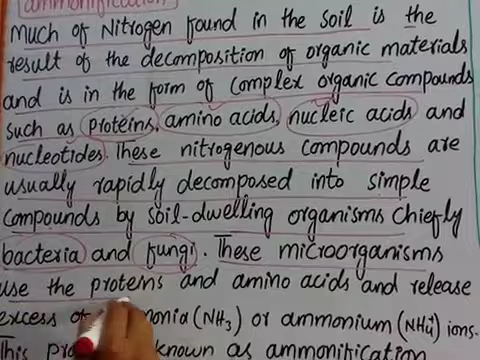 ammonification
Much of Nitrogen found in the soil is the
result of the decomposition of organic materials
and is in the form of complex organic compounds
such as proteins, amino acids, nucleic acids and
nucleotides. These nitrogenous compounds are
usually rapidly decomposed into simple
compounds by soil-dwelling organisms chiefly
bacteria and fungi. These microorganisms
use the proteins and amino acids and release
excess of (NH3) or ammonium (NH4+) ions.
This known as ammonification